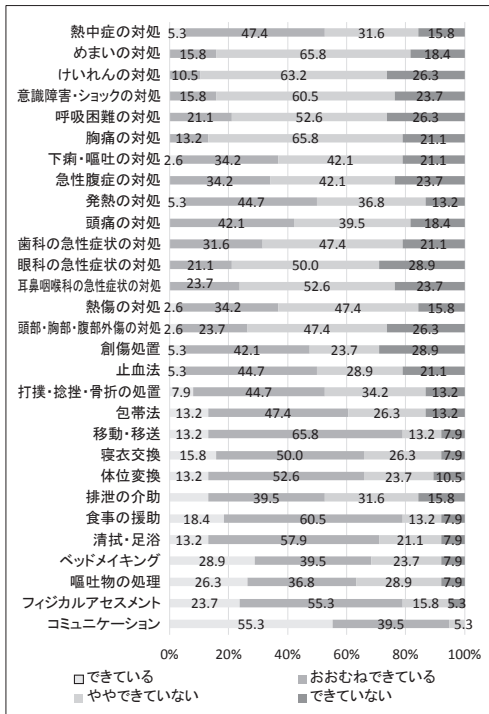 熱中症の対処 5.3 47.4 31.6 15.8
めまいの対処 15.8 65.8 18.4
けいれんの対処 10.5 63.2 26.3
意識障害・ショックの対処 15.8 60.5 23.7
呼吸困難の対処 21.1 52.6 26.3
胸痛の対処 13.2 65.8 21.1
下痢・嘔吐の対処 2.6 34.2 42.1 21.1
急性腹症の対処 34.2 42.1 23.7
発熱の対処 5.3 44.7 36.8 13.2
頭痛の対処 42.1 39.5 18.4
歯科の急性症状の対処 31.6 47.4 21.1
眼科の急性症状の対処 21.1 50.0 28.9
耳鼻咽喉科の急性症状の対処 23.7 52.6 23.7
熱傷の対処 2.6 34.2 47.4 15.8
頭部・胸部・腹部外傷の対処 2.6 23.7 47.4 26.3
創傷処置 5.3 42.1 23.7 28.9
止血法 5.3 44.7 28.9 21.1
打撲・捻挫・骨折の処置 7.9 44.7 34.2 13.2
包帯法 13.2 47.4 26.3 13.2
移動・移送 13.2 65.8 13.2 7.9
寝衣交換 15.8 50.0 26.3 7.9
体位変換 13.2 52.6 23.7 10.5
排泄の介助 39.5 31.6 15.8
食事の援助 18.4 60.5 13.2 7.9
清拭・足浴 13.2 57.9 21.1 7.9
ベッドメイキング 28.9 39.5 23.7 7.9
嘔吐物の処理 26.3 36.8 28.9 7.9
フィジカルアセスメント 23.7 55.3 15.8 5.3
コミュニケーション 55.3 39.5 5.3
0% 20% 40% 60% 80% 100%
できている おおむねできている
ややできていない できていない